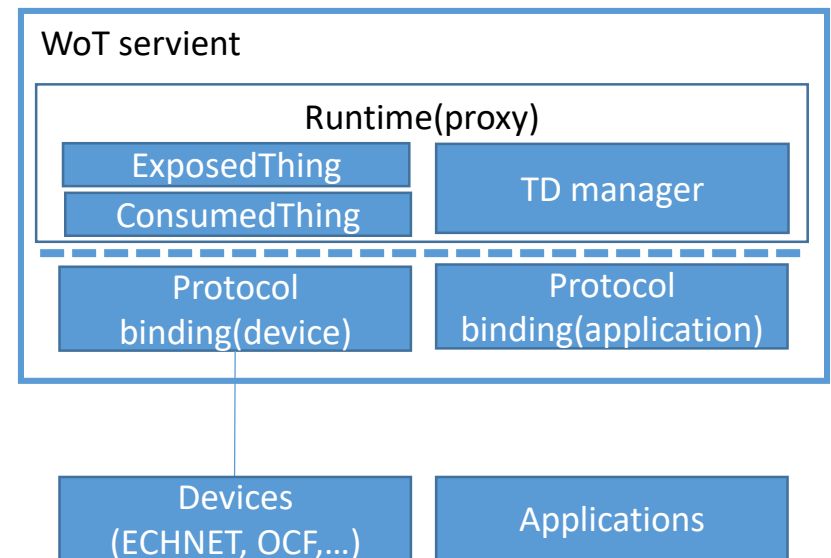 WoT servient
Runtime(proxy)
ExposedThing
ConsumedThing
TD manager
Protocol
binding(device)
Protocol
binding(application)
Devices
(ECHNET, OCF,...)
Applications